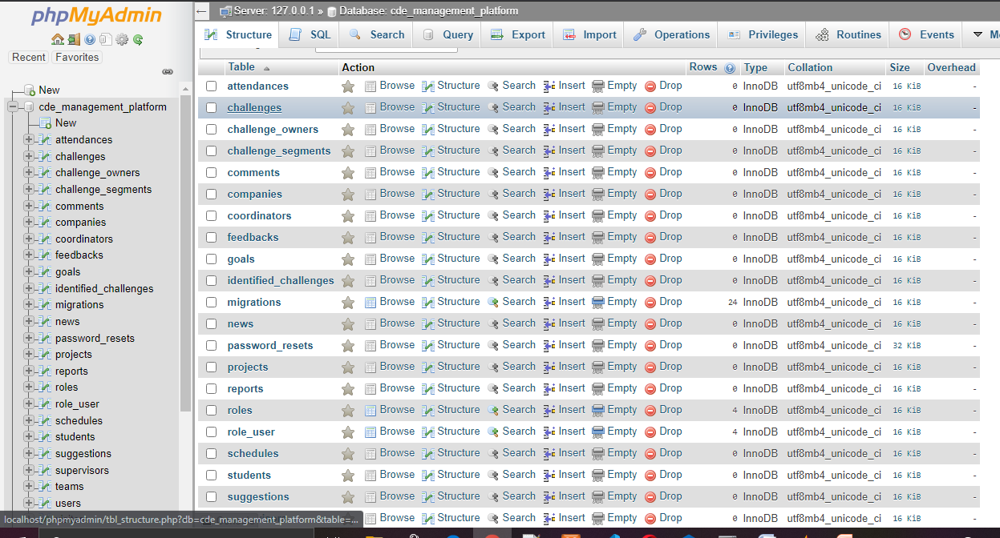 phpMyAdmin
Recent Favorites
New
cde_management_platform
New
attendances
challenges
challenge_owners
challenge_segments
comments
companies
coordinators
feedbacks
goals
identified_challenges
migrations
news
password_resets
projects
reports
roles
role_user
schedules
students
suggestions
supervisors
teams
users
localhost/phpmyadmin/tbl_structure.php?db=cde_management_platform&table=...
Server: 127.0.0.1 » Database: cde_management_platform
Structure SQL Search Query Export Import Operations Privileges Routines Events
Table Action Rows Type Collation Size Overhead
attendances Browse Structure Search Insert Empty Drop 0 InnoDB utf8mb4_unicode_ci 16 KiB -
challenges Browse Structure Search Insert Empty Drop 0 InnoDB utf8mb4_unicode_ci 16 KiB -
challenge_owners Browse Structure Search Insert Empty Drop 0 InnoDB utf8mb4_unicode_ci 16 KiB -
challenge_segments Browse Structure Search Insert Empty Drop 0 InnoDB utf8mb4_unicode_ci 16 KiB -
comments Browse Structure Search Insert Empty Drop 0 InnoDB utf8mb4_unicode_ci 16 KiB -
companies Browse Structure Search Insert Empty Drop 0 InnoDB utf8mb4_unicode_ci 16 KiB -
coordinators Browse Structure Search Insert Empty Drop 0 InnoDB utf8mb4_unicode_ci 16 KiB -
feedbacks Browse Structure Search Insert Empty Drop 0 InnoDB utf8mb4_unicode_ci 16 KiB -
goals Browse Structure Search Insert Empty Drop 0 InnoDB utf8mb4_unicode_ci 16 KiB -
identified_challenges Browse Structure Search Insert Empty Drop 0 InnoDB utf8mb4_unicode_ci 16 KiB -
migrations Browse Structure Search Insert Empty Drop 24 InnoDB utf8mb4_unicode_ci 16 KiB -
news Browse Structure Search Insert Empty Drop 0 InnoDB utf8mb4_unicode_ci 16 KiB -
password_resets Browse Structure Search Insert Empty Drop 0 InnoDB utf8mb4_unicode_ci 32 KiB -
projects Browse Structure Search Insert Empty Drop 0 InnoDB utf8mb4_unicode_ci 16 KiB -
reports Browse Structure Search Insert Empty Drop 0 InnoDB utf8mb4_unicode_ci 16 KiB -
roles Browse Structure Search Insert Empty Drop 4 InnoDB utf8mb4_unicode_ci 16 KiB -
role_user Browse Structure Search Insert Empty Drop 4 InnoDB utf8mb4_unicode_ci 16 KiB -
schedules Browse Structure Search Insert Empty Drop 0 InnoDB utf8mb4_unicode_ci 16 KiB -
students Browse Structure Search Insert Empty Drop 0 InnoDB utf8mb4_unicode_ci 16 KiB -
suggestions Browse Structure Search Insert Empty Drop 0 InnoDB utf8mb4_unicode_ci 16 KiB -
Browse Structure Search Insert Empty Drop 0 InnoDB utf8mb4_unicode_ci 16 KiB -